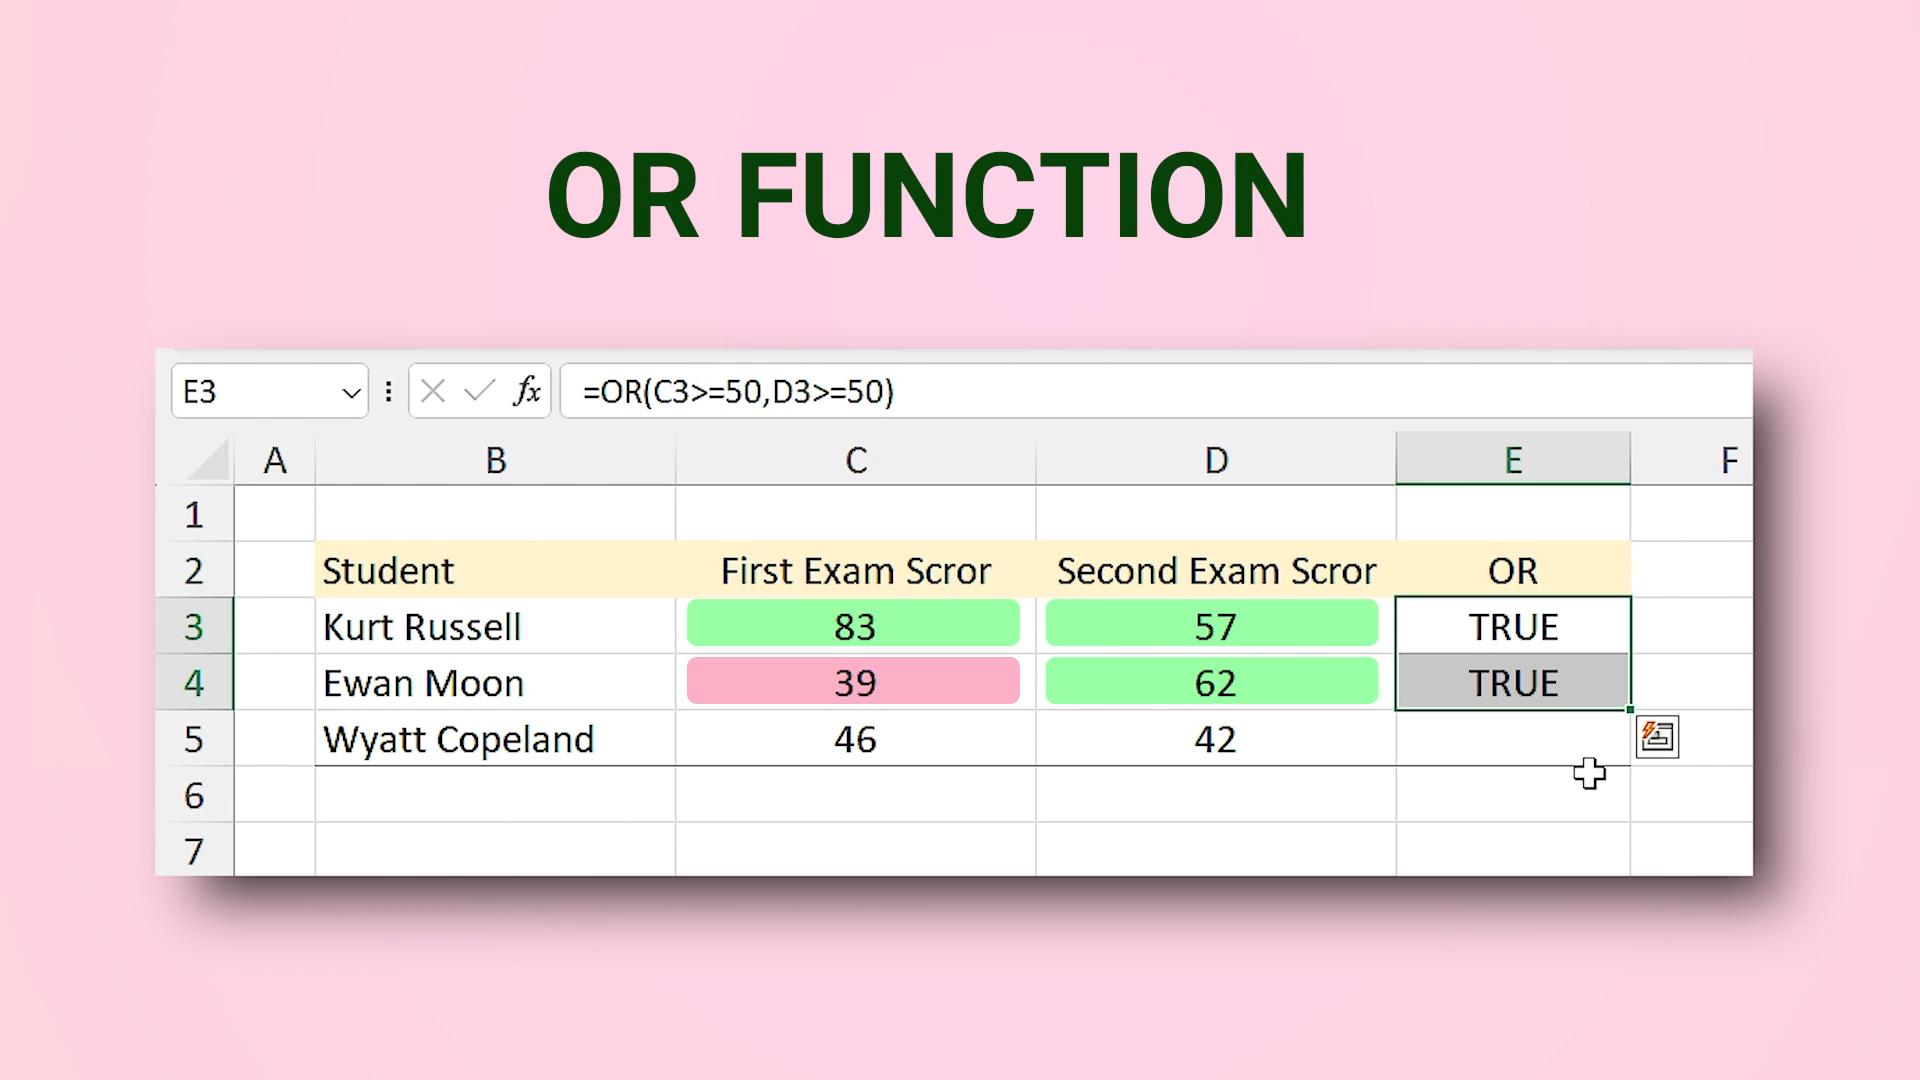 OR FUNCTION
E3 fx =OR(C3>=50,D3>=50)
A B C D E F
1
2 Student First Exam Scror Second Exam Scror OR
3 Kurt Russell 83 57 TRUE
4 Ewan Moon 39 62 TRUE
5 Wyatt Copeland 46 42
6
7